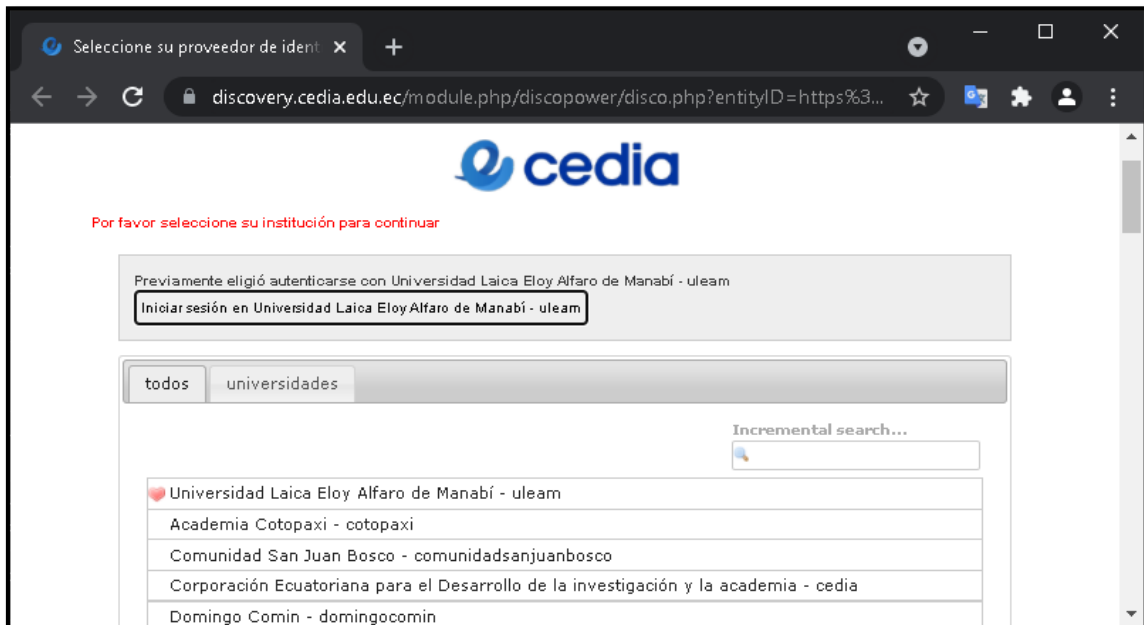 Seleccione su proveedor de ident
discovery.cedia.edu.ec/module.php/discopower/disco.php?entityID=https%3...
cedia
Por favor seleccione su institución para continuar
Previamente eligió autenticarse con Universidad Laica Eloy Alfaro de Manabí - uleam
Iniciar sesión en Universidad Laica Eloy Alfaro de Manabí - uleam
todos universidades
Incremental search...
Universidad Laica Eloy Alfaro de Manabí - uleam
Academia Cotopaxi - cotopaxi
Comunidad San Juan Bosco - comunidadsanjuanbosco
Corporación Ecuatoriana para el Desarrollo de la investigación y la academia - cedia
Domingo Comin - domingocomin